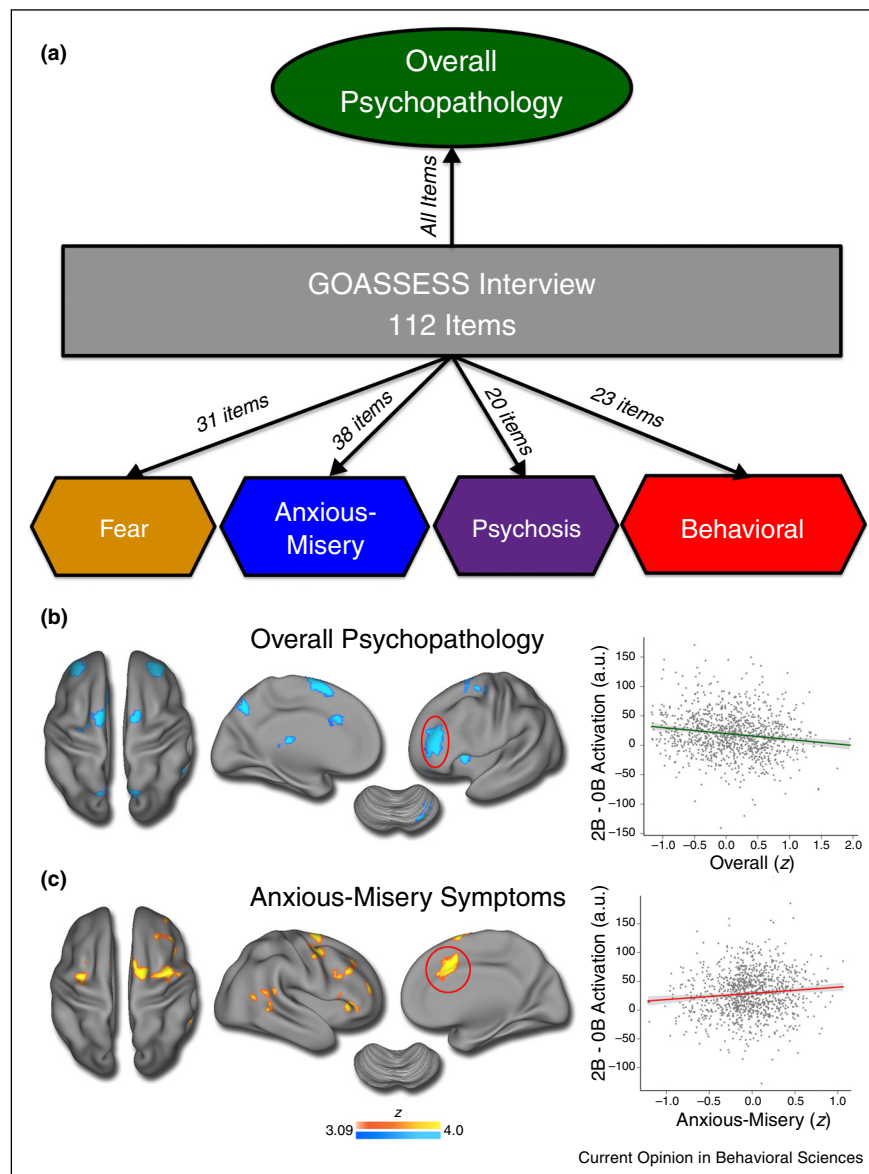 (a)
Overall
Psychopathology
All Items
GOASSESS Interview
112 Items
31 items
38 items
20 items
23 items
Fear
Anxious-
Misery
Psychosis
Behavioral
(b)
Overall Psychopathology
2B - 0B Activation (a.u.)
150
100
50
0
−50
−100
−150
−1.0 −0.5 0.0 0.5 1.0 1.5 2.0
Overall (z)
(c)
Anxious-Misery Symptoms
2B - 0B Activation (a.u.)
150
100
50
0
−50
−100
−1.0 −0.5 0.0 0.5 1.0
Anxious-Misery (z)
z
3.09 4.0
Current Opinion in Behavioral Sciences